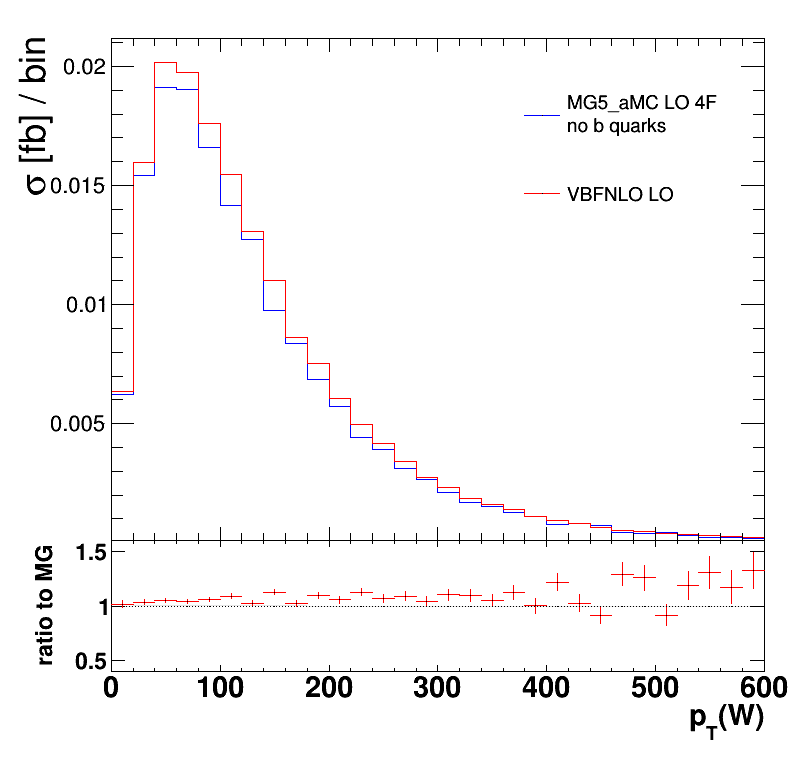 σ [fb] / bin
0.02
0.015
0.01
0.005
MG5_aMC LO 4F
no b quarks
VBFNLO LO
ratio to MG
1.5
1
0.5
0 100 200 300 400 500 600
p_T(W)